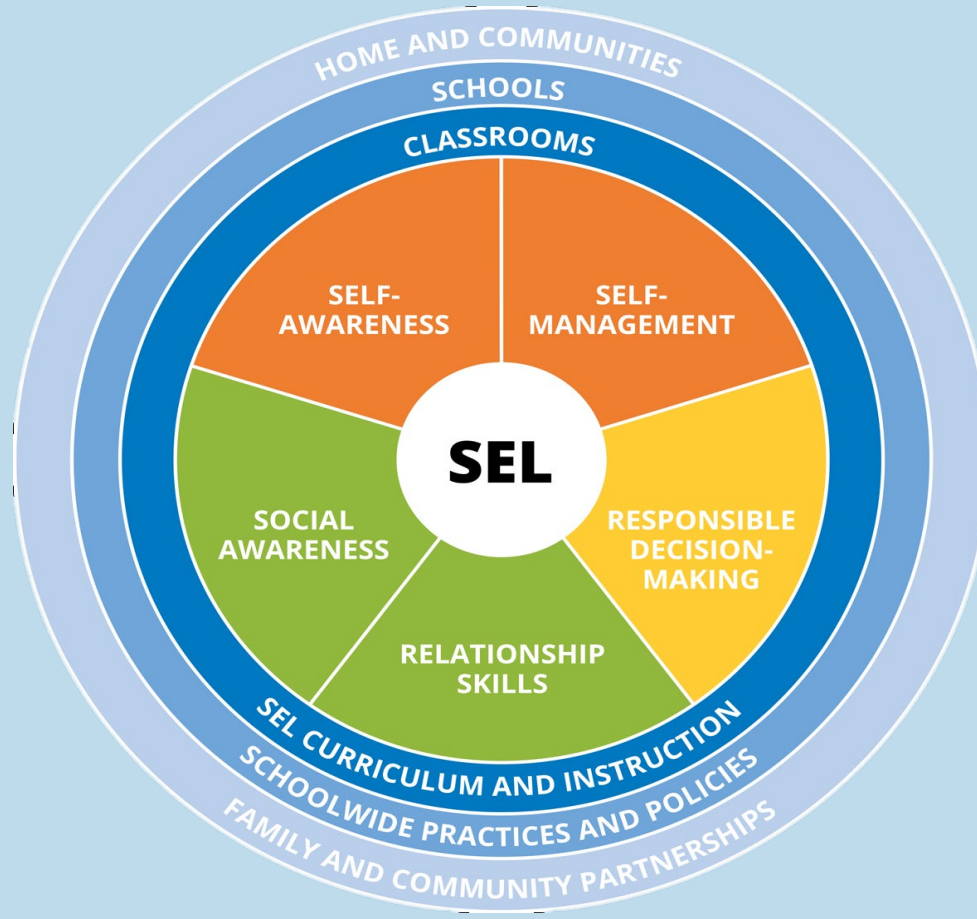 HOME AND COMMUNITIES
SCHOOLS
CLASSROOMS
SELF-
AWARENESS
SELF-
MANAGEMENT
SEL
SOCIAL
AWARENESS
RESPONSIBLE
DECISION-
MAKING
RELATIONSHIP
SKILLS
SEL CURRICULUM AND INSTRUCTION
SCHOOLWIDE PRACTICES AND POLICIES
FAMILY AND COMMUNITY PARTNERSHIPS